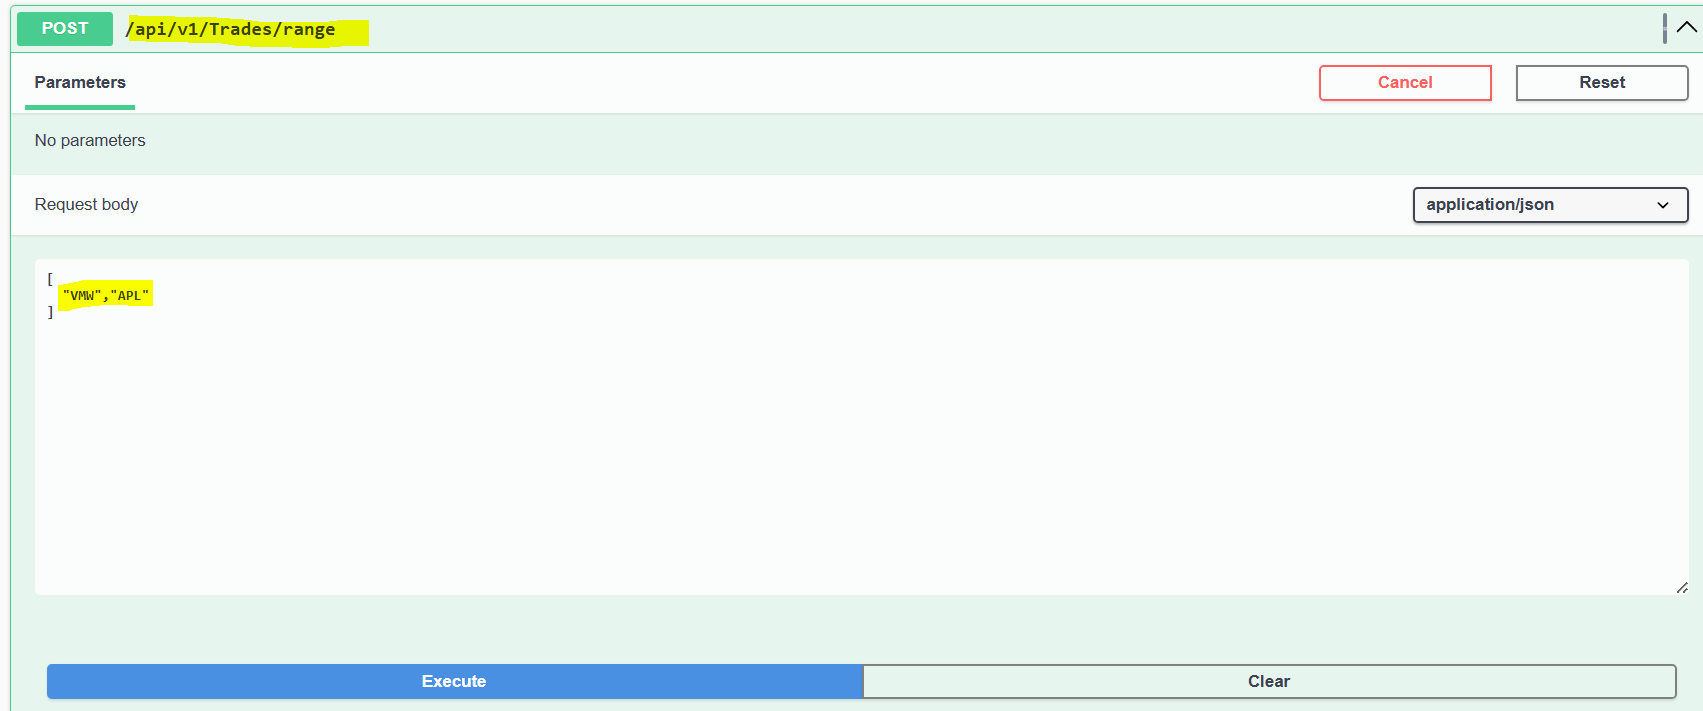 POST /api/v1/Trades/range
Parameters
Cancel
Reset
No parameters
Request body
application/json
[
"VMW","APL"
]
Execute
Clear